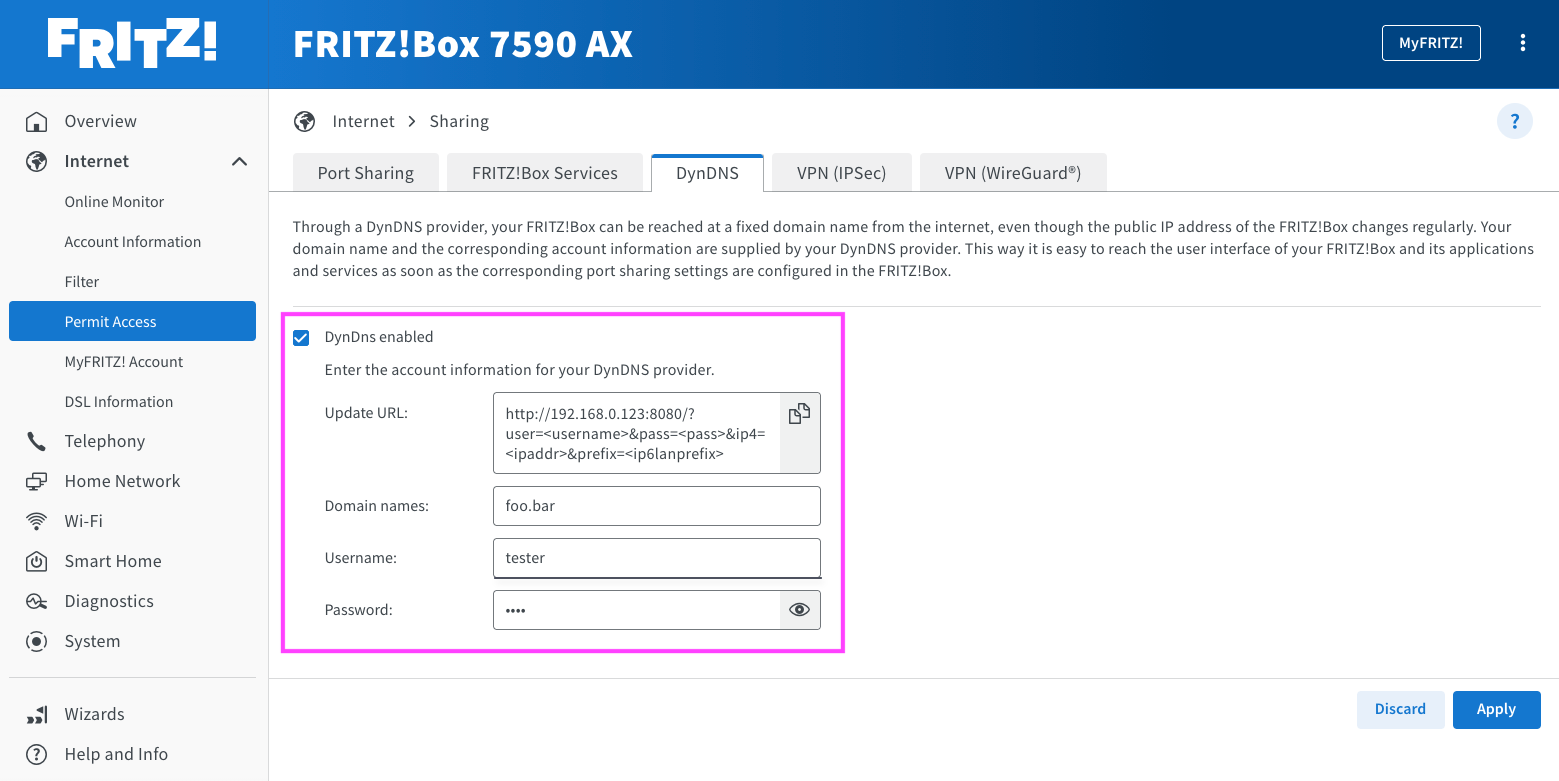 FRITZ!
FRITZ!Box 7590 AX
MyFRITZ!
Overview
Internet
Online Monitor
Account Information
Filter
Permit Access
MyFRITZ! Account
DSL Information
Telephony
Home Network
Wi-Fi
Smart Home
Diagnostics
System
Wizards
? Help and Info
Internet > Sharing
?
Port Sharing
FRITZ!Box Services
DynDNS
VPN (IPSec)
VPN (WireGuard®)
Through a DynDNS provider, your FRITZ!Box can be reached at a fixed domain name from the internet, even though the public IP address of the FRITZ!Box changes regularly. Your
domain name and the corresponding account information are supplied by your DynDNS provider. This way it is easy to reach the user interface of your FRITZ!Box and its applications
and services as soon as the corresponding port sharing settings are configured in the FRITZ!Box.
DynDns enabled
Enter the account information for your DynDNS provider.
Update URL:
http://192.168.0.123:8080/?
user=<username>&pass=<pass>&ip4=
<ipaddr>&prefix=<ip6lanprefix>
Domain names:
foo.bar
Username:
tester
Password:
••••
Discard
Apply